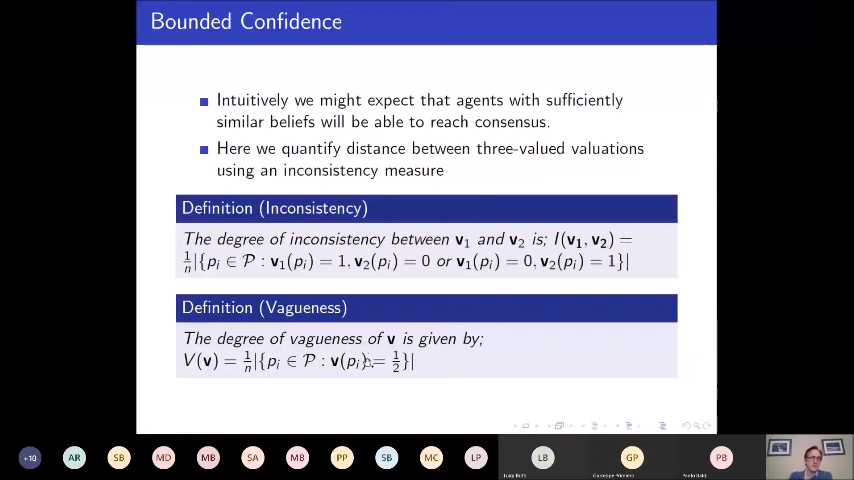 Bounded Confidence
Intuitively we might expect that agents with sufficiently
similar beliefs will be able to reach consensus.
Here we quantify distance between three-valued valuations
using an inconsistency measure
Definition (Inconsistency)
The degree of inconsistency between v₁ and v₂ is; I(v₁, v₂) =
1/n|{pᵢ ∈ P : v₁(pᵢ) = 1, v₂(pᵢ) = 0 or v₁(pᵢ) = 0, v₂(pᵢ) = 1}|
Definition (Vagueness)
The degree of vagueness of v is given by;
V(v) = 1/n|{pᵢ ∈ P : v(pᵢ) = 1/2}|
+10 AR SB MD MB SA MB PP SB MC LP LB GP PB